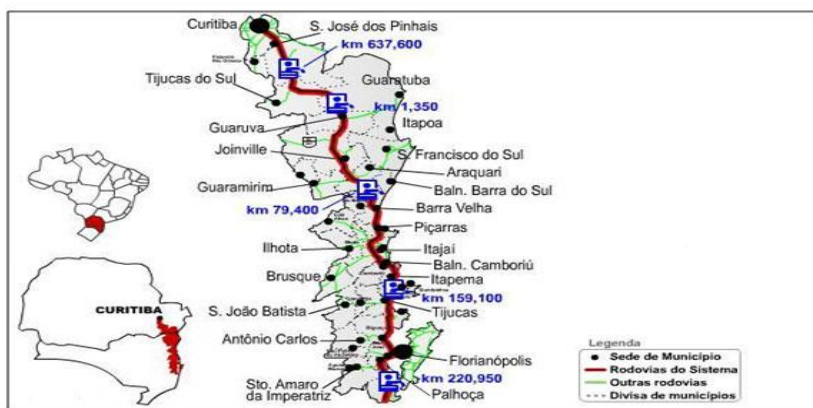 Curitiba
S. José dos Pinhais
km 637,600
Tijucas do Sul
Guaratuba
km 1,350
Guaruva
Itapoa
Joinville
S. Francisco do Sul
Araquari
Guaramirim
Baln. Barra do Sul
km 79,400
Barra Velha
Piçarras
Ilhota
Itajaí
Baln. Camboriú
Brusque
Itapema
km 159,100
CURITIBA
S. João Batista
Tijucas
Antônio Carlos
Florianópolis
Sto. Amaro
da Imperatriz
km 220,950
Palhoça
Legenda
Sede de Município
Rodovias do Sistema
Outras rodovias
Divisa de municípios